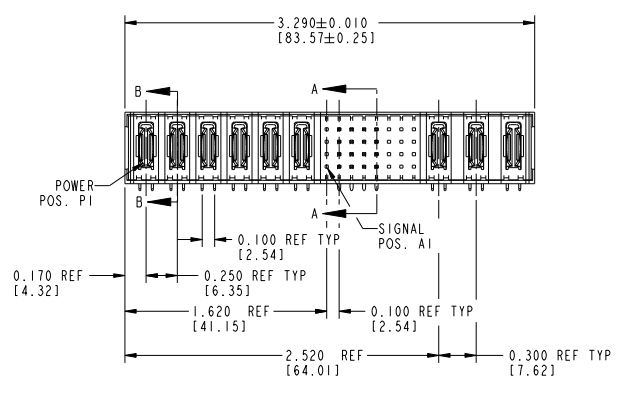 3.290±0.010
[83.57±0.25]
B
A
POWER
POS. P1
B
A
SIGNAL
POS. A1
0.100 REF TYP
[2.54]
0.170 REF
[4.32]
0.250 REF TYP
[6.35]
1.620 REF
[41.15]
0.100 REF TYP
[2.54]
2.520 REF
[64.01]
0.300 REF TYP
[7.62]